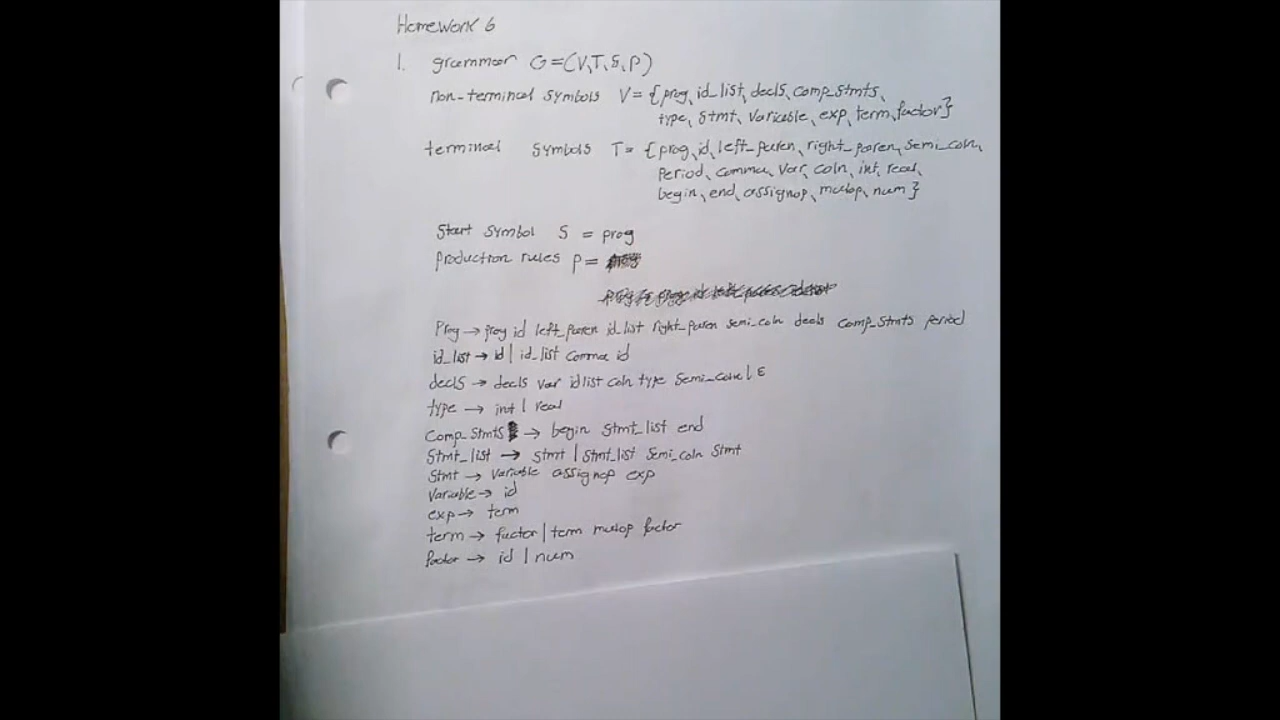 Homework 6
1. grammar G=(V,T,S,P)
non-terminal symbols V = {prog, id_list, decls, comp_stmts,
type, stmt, variable, exp, term, factor}
terminal symbols T= {prog, id, left_paren, right_paren, semi_coln,
period, comma, var, coln, int, real,
begin, end, assignop, mulop, num}
Start symbol S = prog
production rules P =
Prog → prog id left_paren id_list right_paren semi_coln decls comp_stmts period
id_list → id | id_list comma id
decls → decls var idlist coln type semi_colne | ε
type → int | real
comp_stmts → begin stmt_list end
Stmt_list → stmt | stmt_list semi_coln stmt
Stmt → variable assignop exp
Variable → id
exp → term
term → factor | term mulop factor
factor → id | num